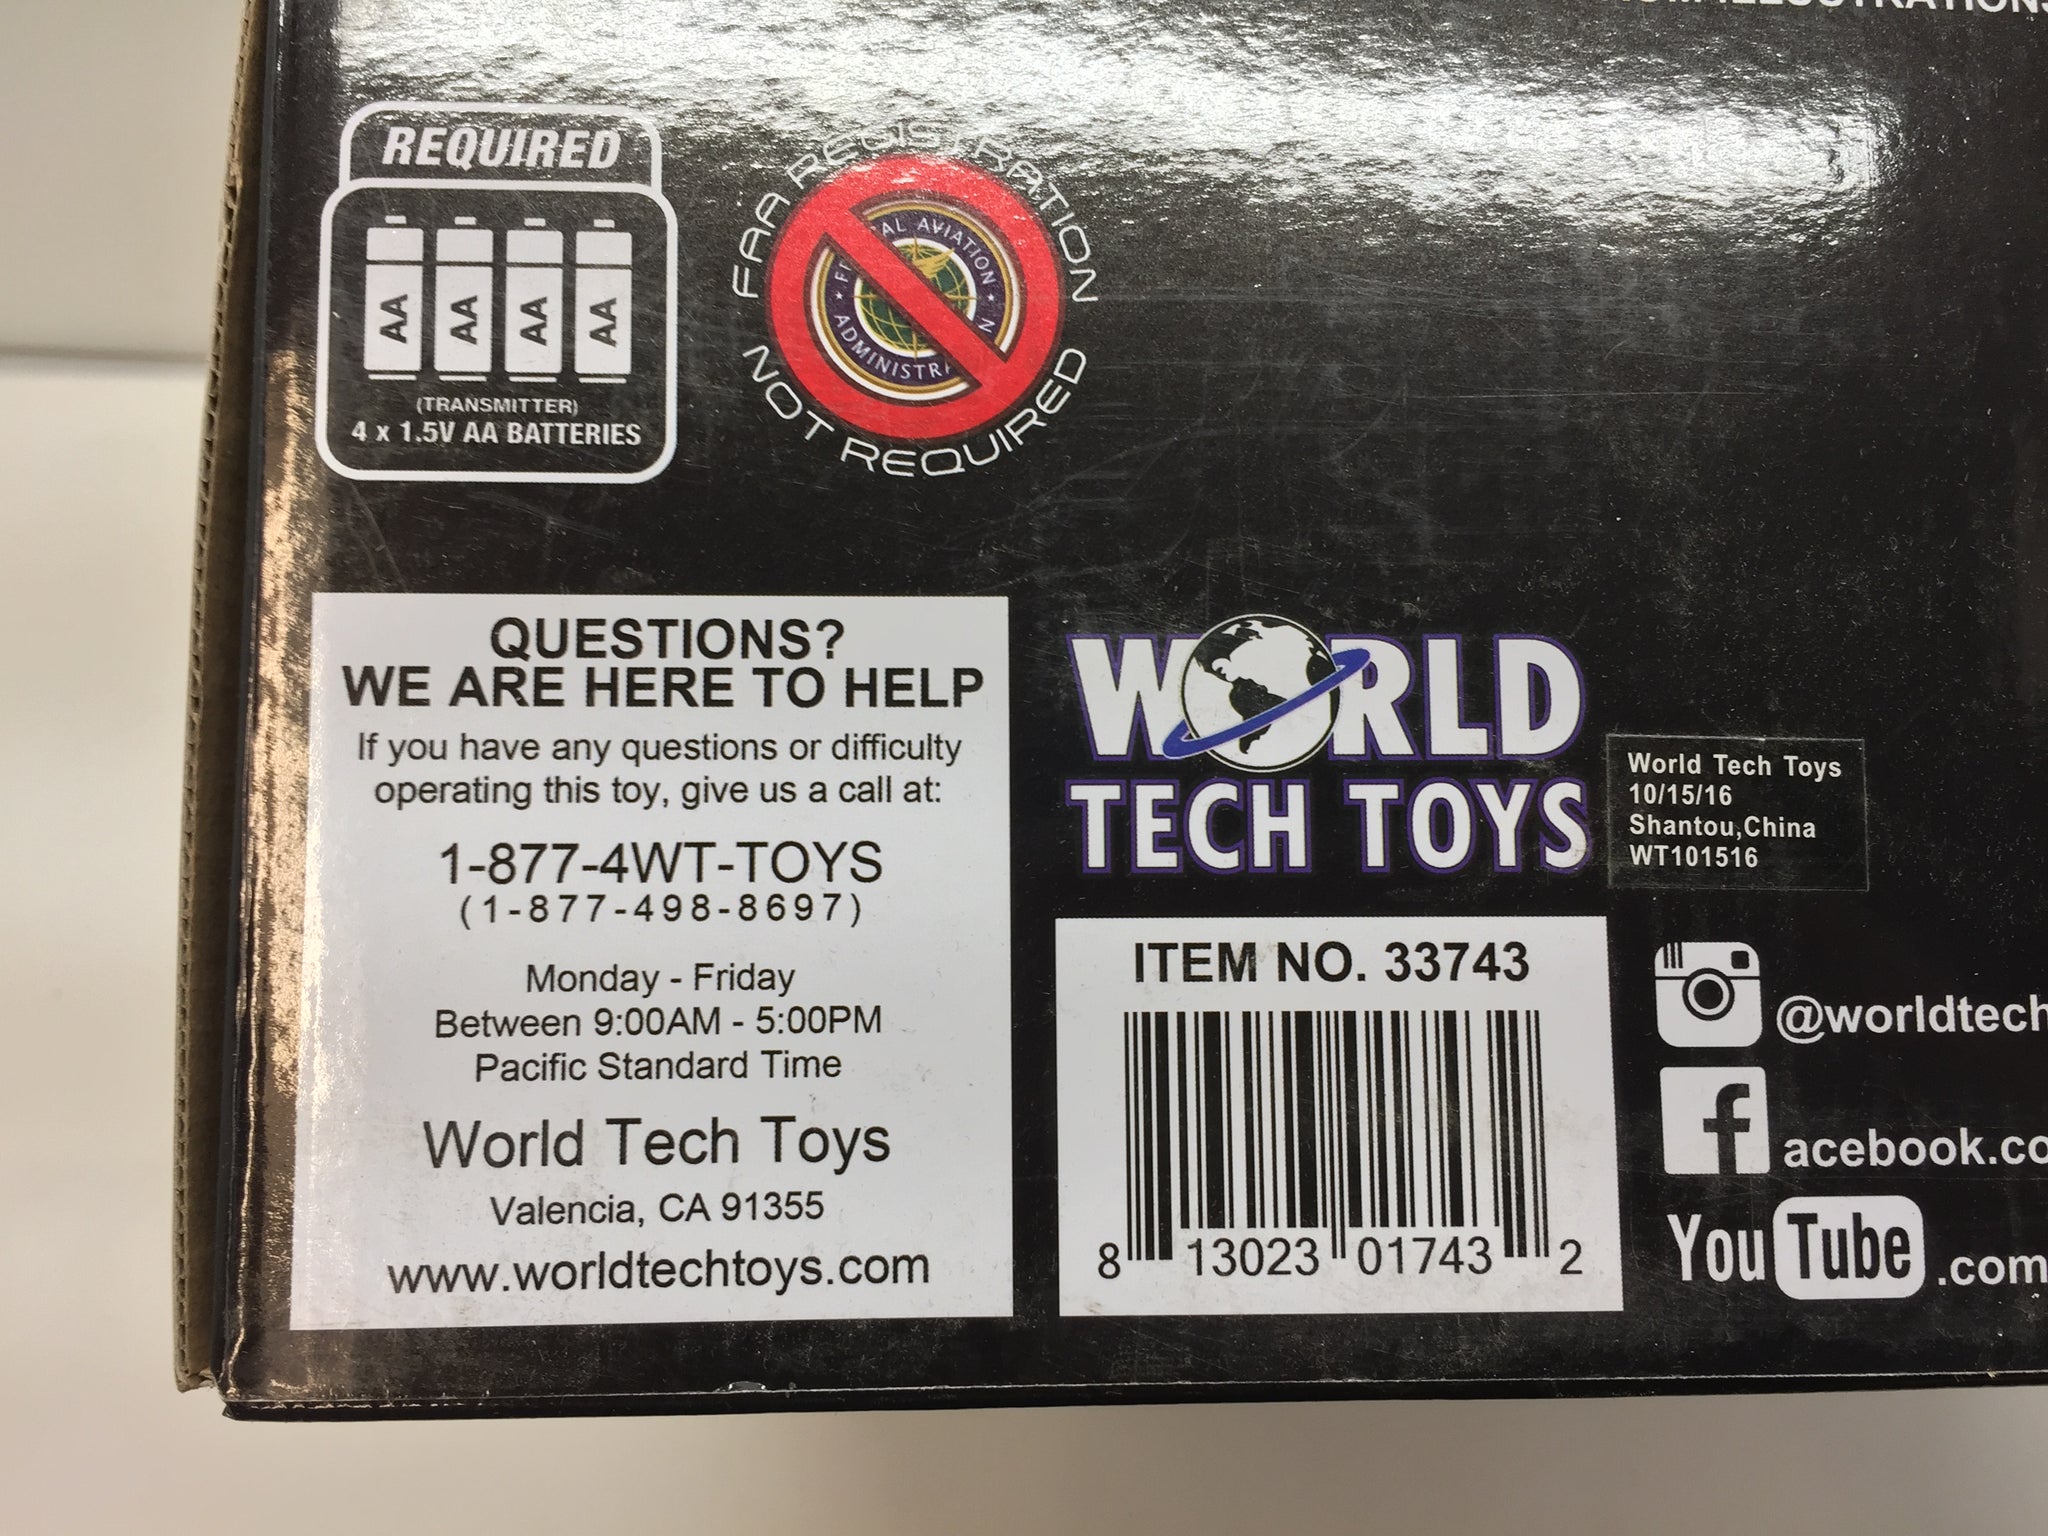 REQUIRED
AA AA AA AA
(TRANSMITTER)
4 x 1.5V AA BATTERIES
FAA REGISTRATION
AL AVIATION
ADMINISTR
NOT REQUIRED
QUESTIONS?
WE ARE HERE TO HELP
If you have any questions or difficulty
operating this toy, give us a call at:
1-877-4WT-TOYS
(1-877-498-8697)
Monday - Friday
Between 9:00AM - 5:00PM
Pacific Standard Time
World Tech Toys
Valencia, CA 91355
www.worldtechtoys.com
WORLD
TECH TOYS
World Tech Toys
10/15/16
Shantou,China
WT101516
ITEM NO. 33743
8 13023 01743 2
@worldtech
facebook.co
YouTube.com